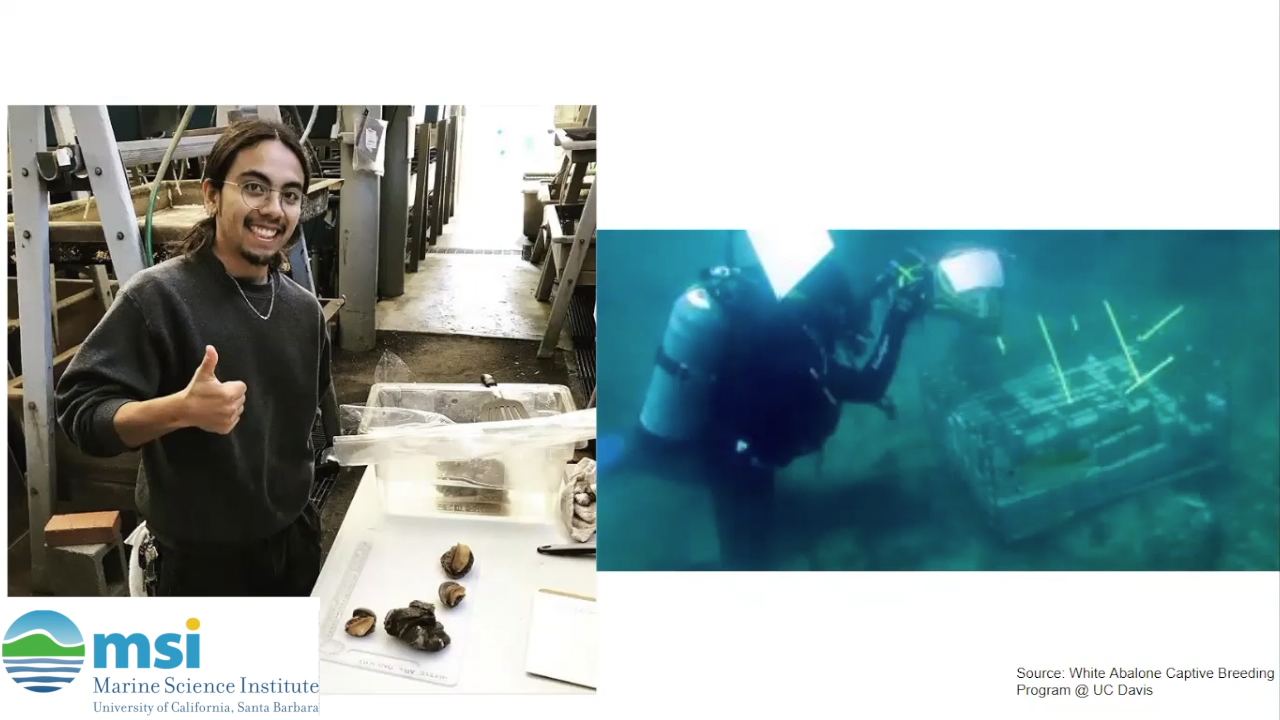 msi
Marine Science Institute
University of California, Santa Barbara
Source: White Abalone Captive Breeding
Program @ UC Davis